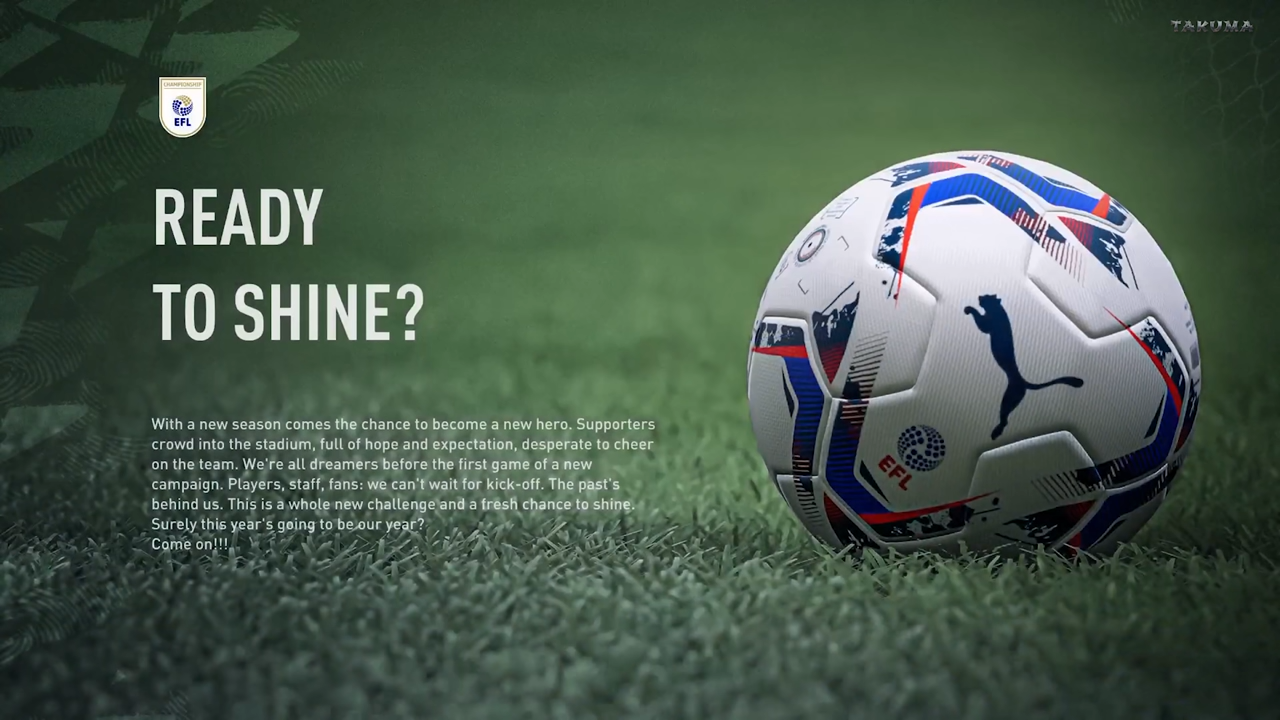 TAKUMA
CHAMPIONSHIP
EFL
READY
TO SHINE?
With a new season comes the chance to become a new hero. Supporters
crowd into the stadium, full of hope and expectation, desperate to cheer
on the team. We're all dreamers before the first game of a new
campaign. Players, staff, fans: we can't wait for kick-off. The past's
behind us. This is a whole new challenge and a fresh chance to shine.
Surely this year's going to be our year?
Come on!!!
EFL